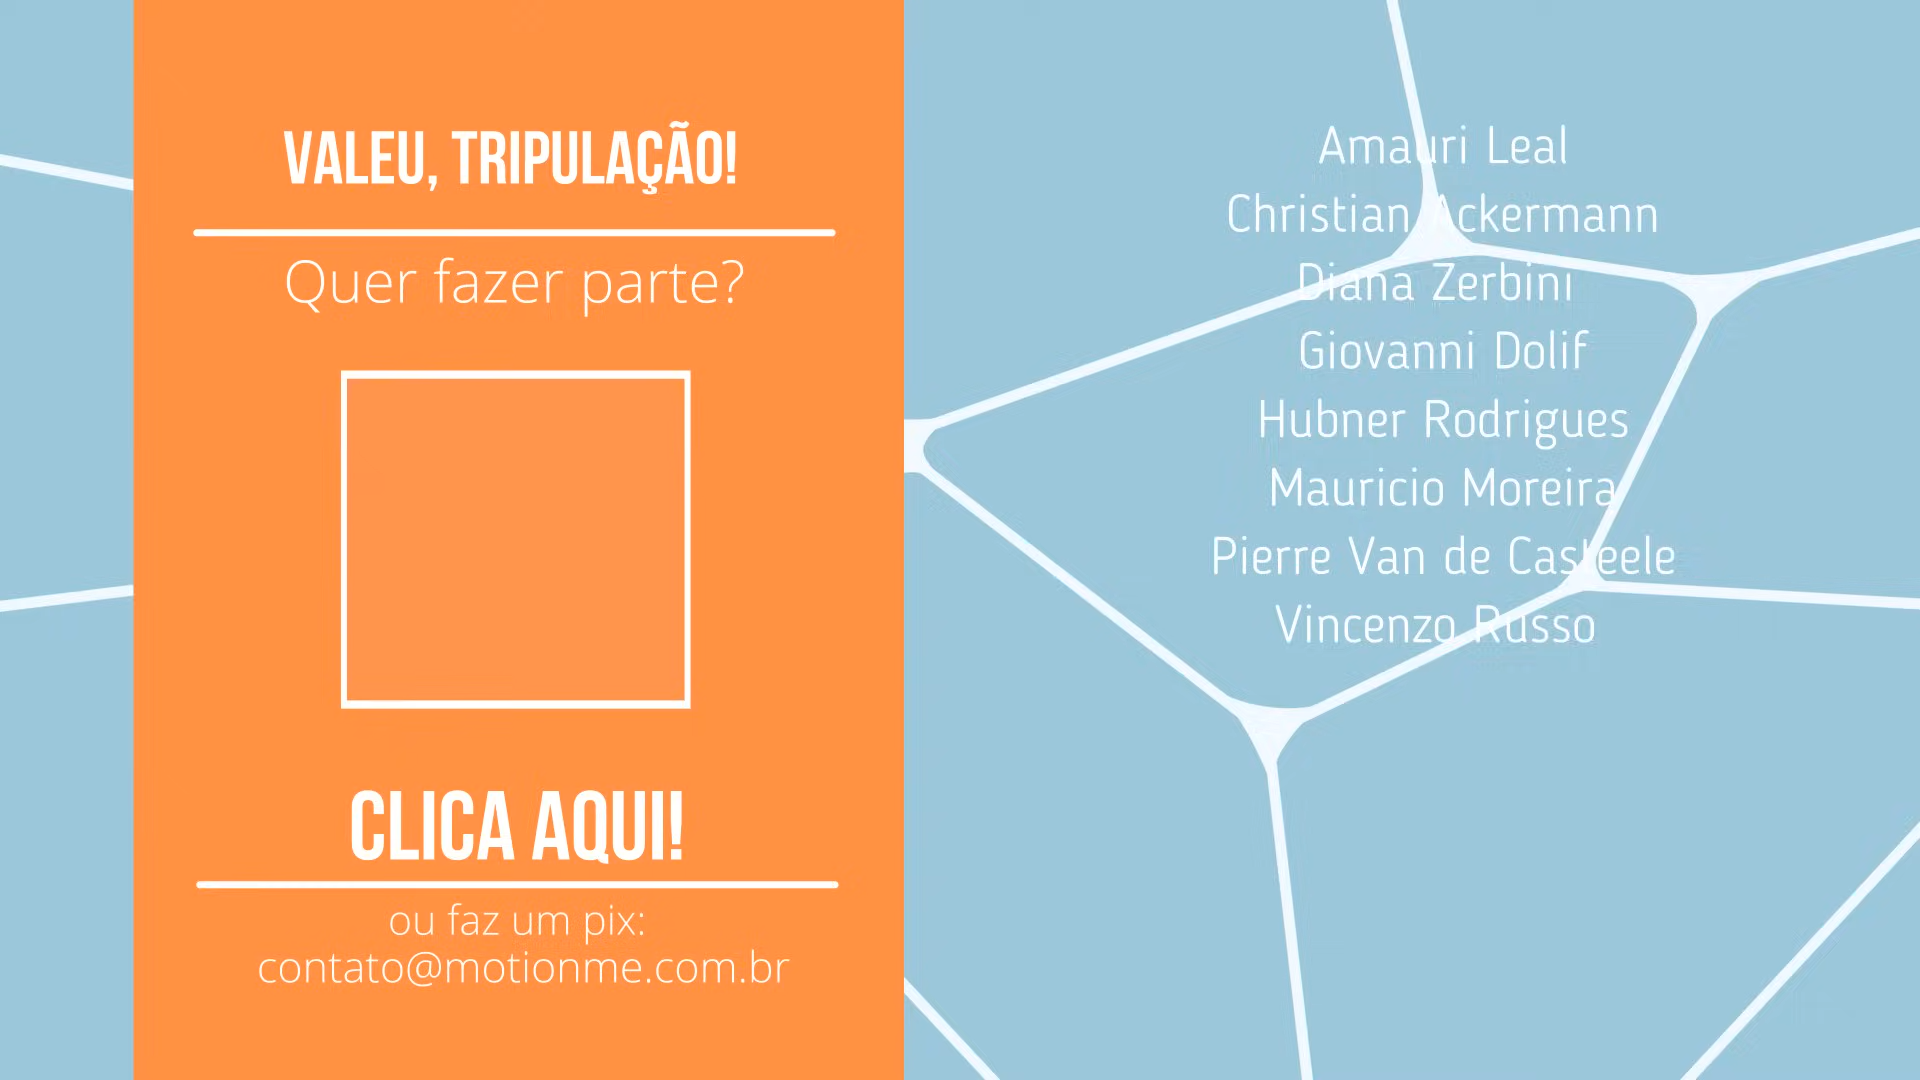 VALEU, TRIPULAÇÃO!
Quer fazer parte?
CLICA AQUI!
ou faz um pix:
contato@motionme.com.br
Amauri Leal
Christian Ackermann
Diana Zerbini
Giovanni Dolif
Hubner Rodrigues
Mauricio Moreira
Pierre Van de Casteele
Vincenzo Russo